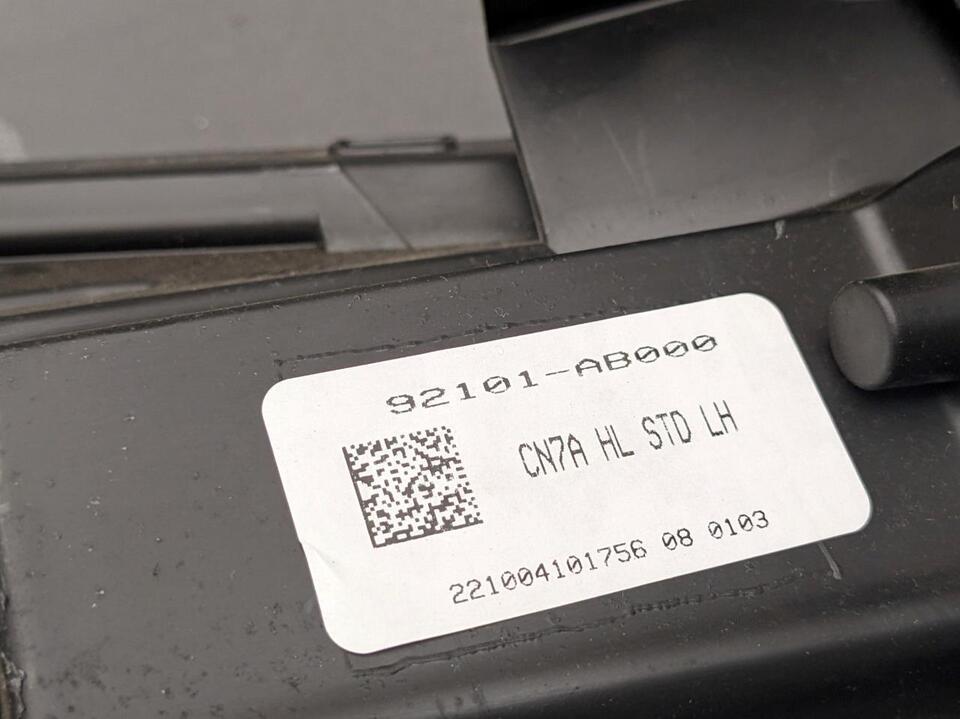 92101-AB000
CN7A HL STD LH
221004101756 08 0103